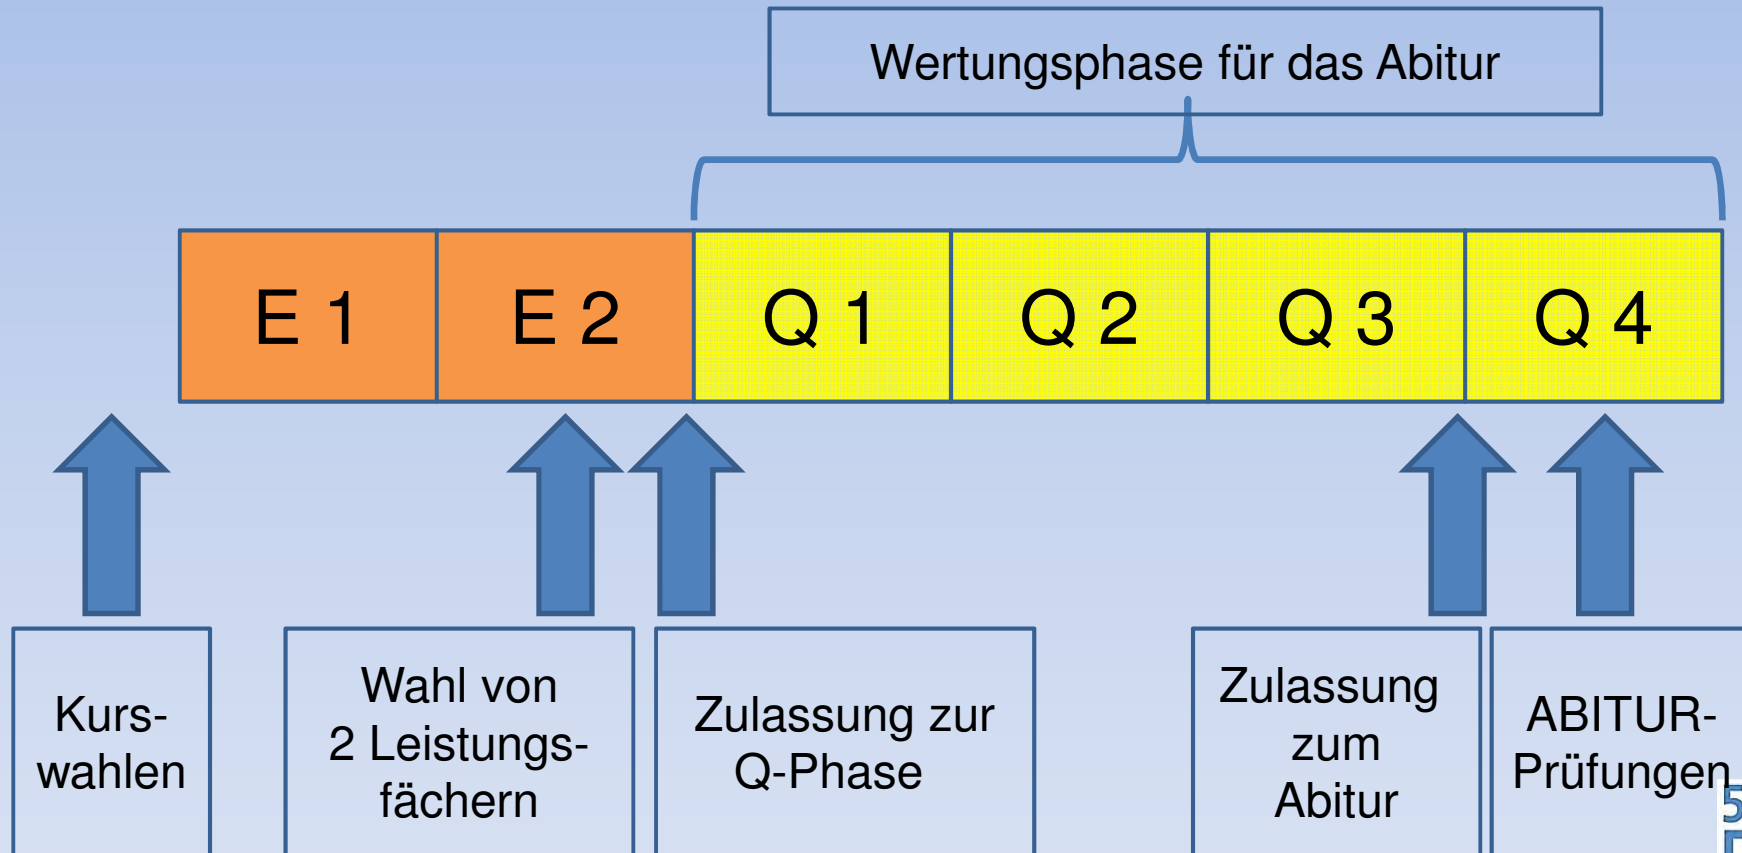 Wertungsphase für das Abitur
E 1
E 2
Q 1
Q 2
Q 3
Q 4
Kurs-
wahlen
Wahl von
2 Leistungs-
fächern
Zulassung zur
Q-Phase
Zulassung
zum
Abitur
ABITUR-
Prüfungen